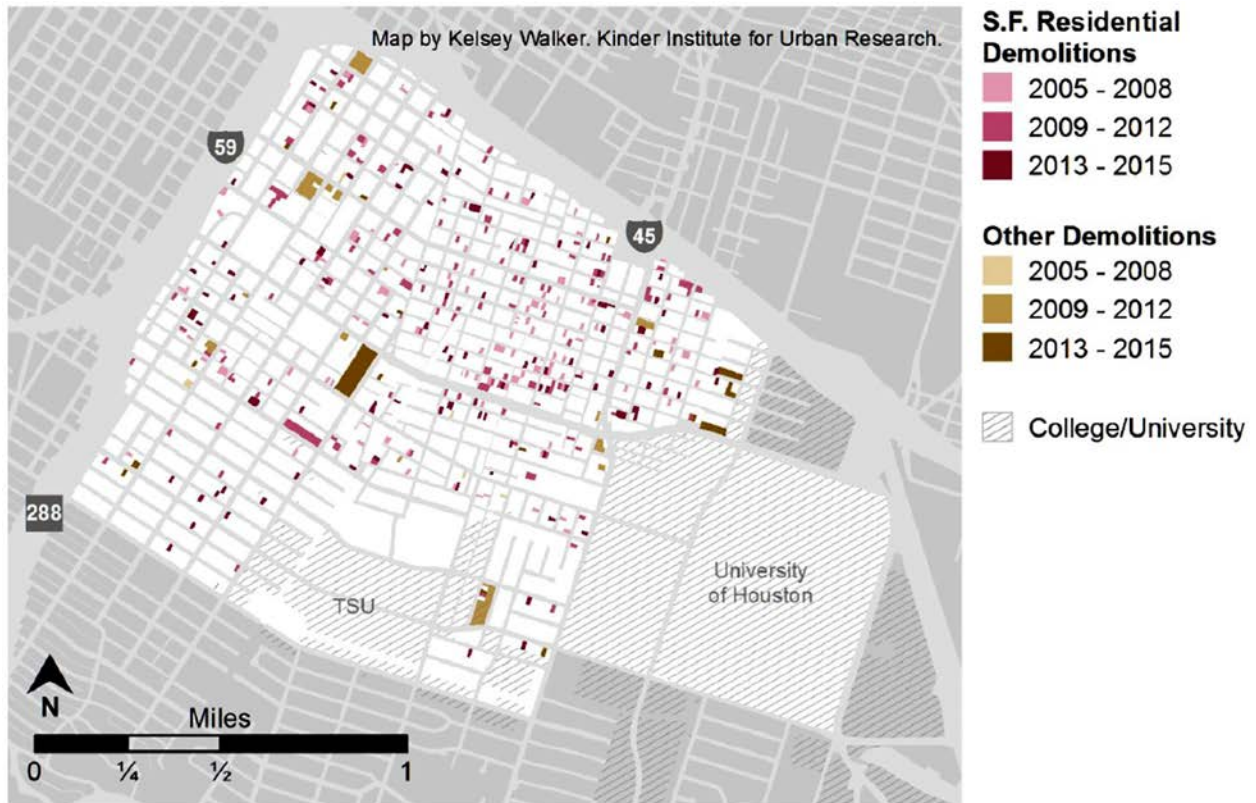 Map by Kelsey Walker. Kinder Institute for Urban Research.
59
45
288
TSU
University
of Houston
N
Miles
0 ¼ ½ 1
S.F. Residential
Demolitions
2005 - 2008
2009 - 2012
2013 - 2015
Other Demolitions
2005 - 2008
2009 - 2012
2013 - 2015
College/University